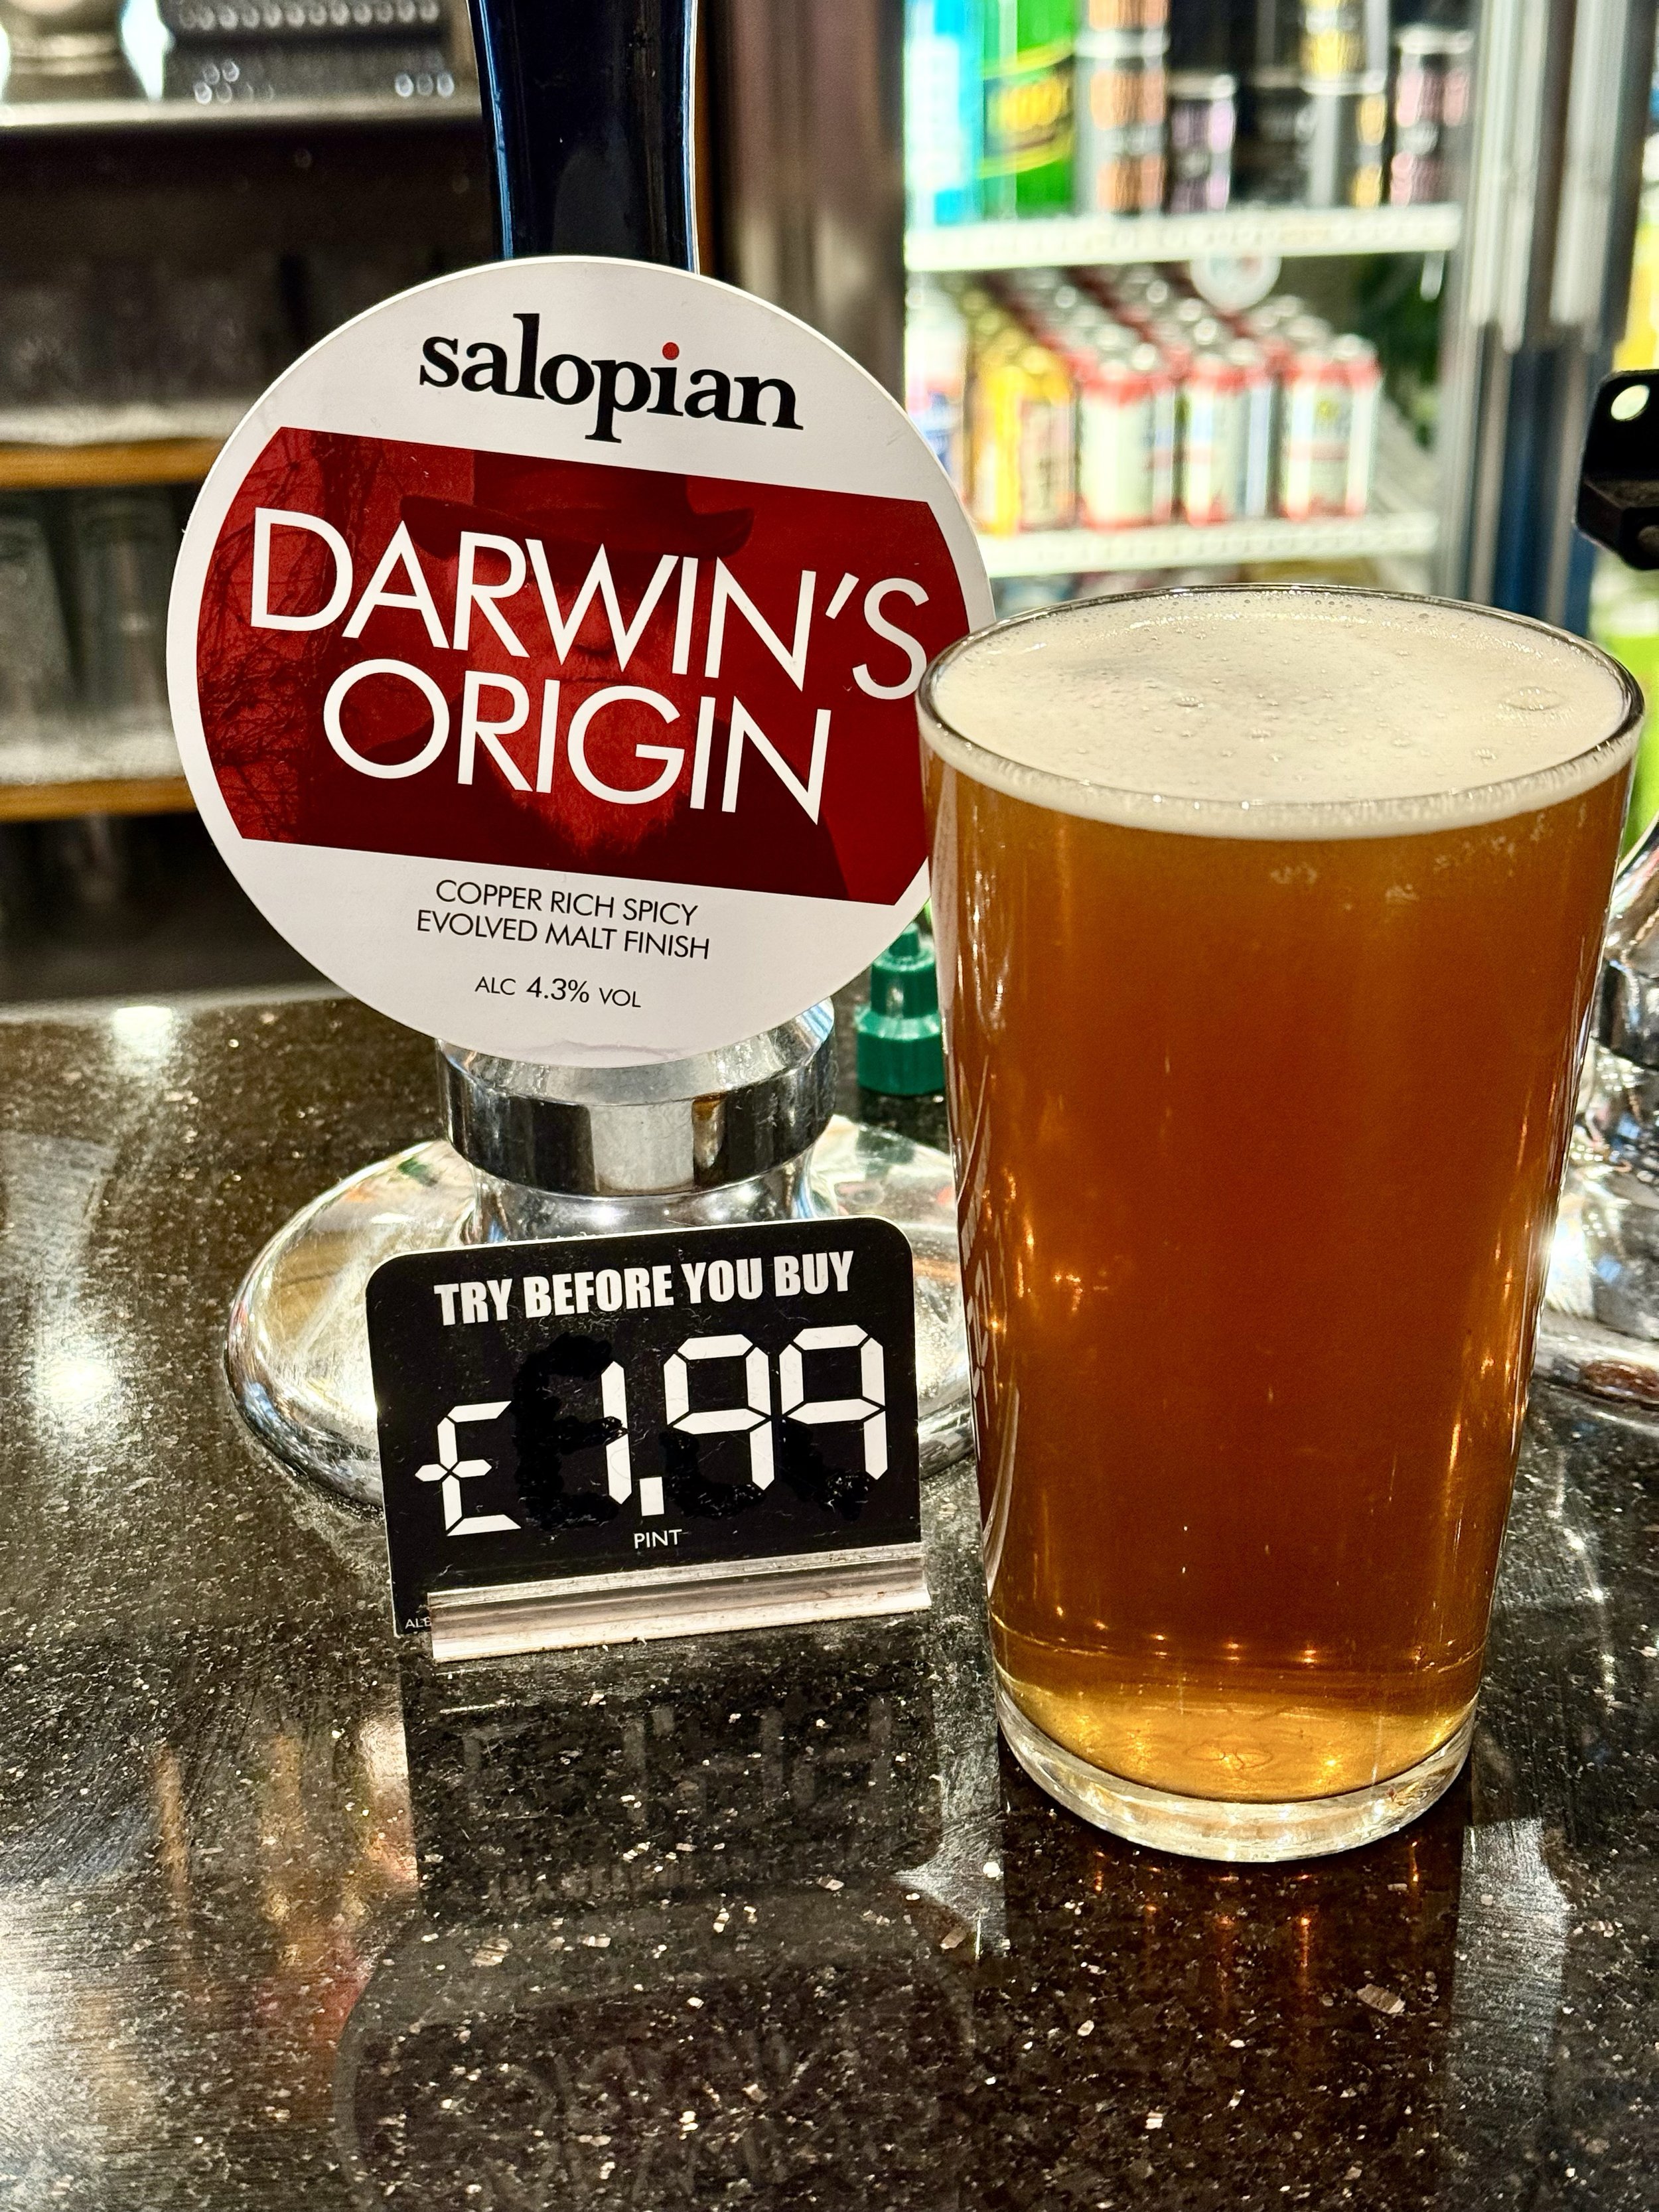 salopian
DARWIN'S
ORIGIN
COPPER RICH SPICY
EVOLVED MALT FINISH
ALC 4.3% VOL
TRY BEFORE YOU BUY
£1.99
PINT